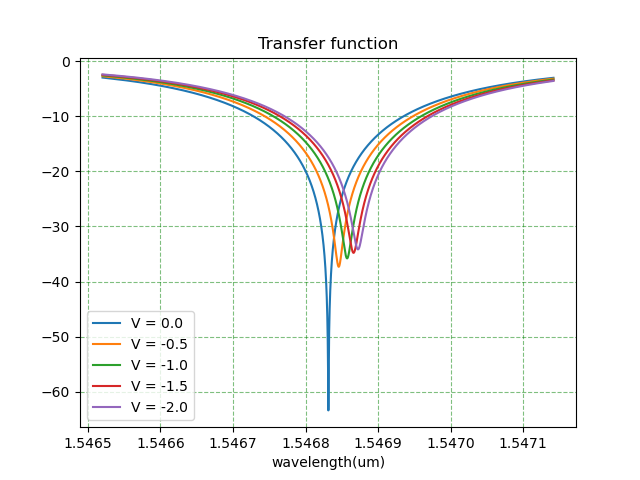 Transfer function
0
−10
−20
−30
−40
−50
−60
V = 0.0
V = -0.5
V = -1.0
V = -1.5
V = -2.0
1.5465 1.5466 1.5467 1.5468 1.5469 1.5470 1.5471
wavelength(um)